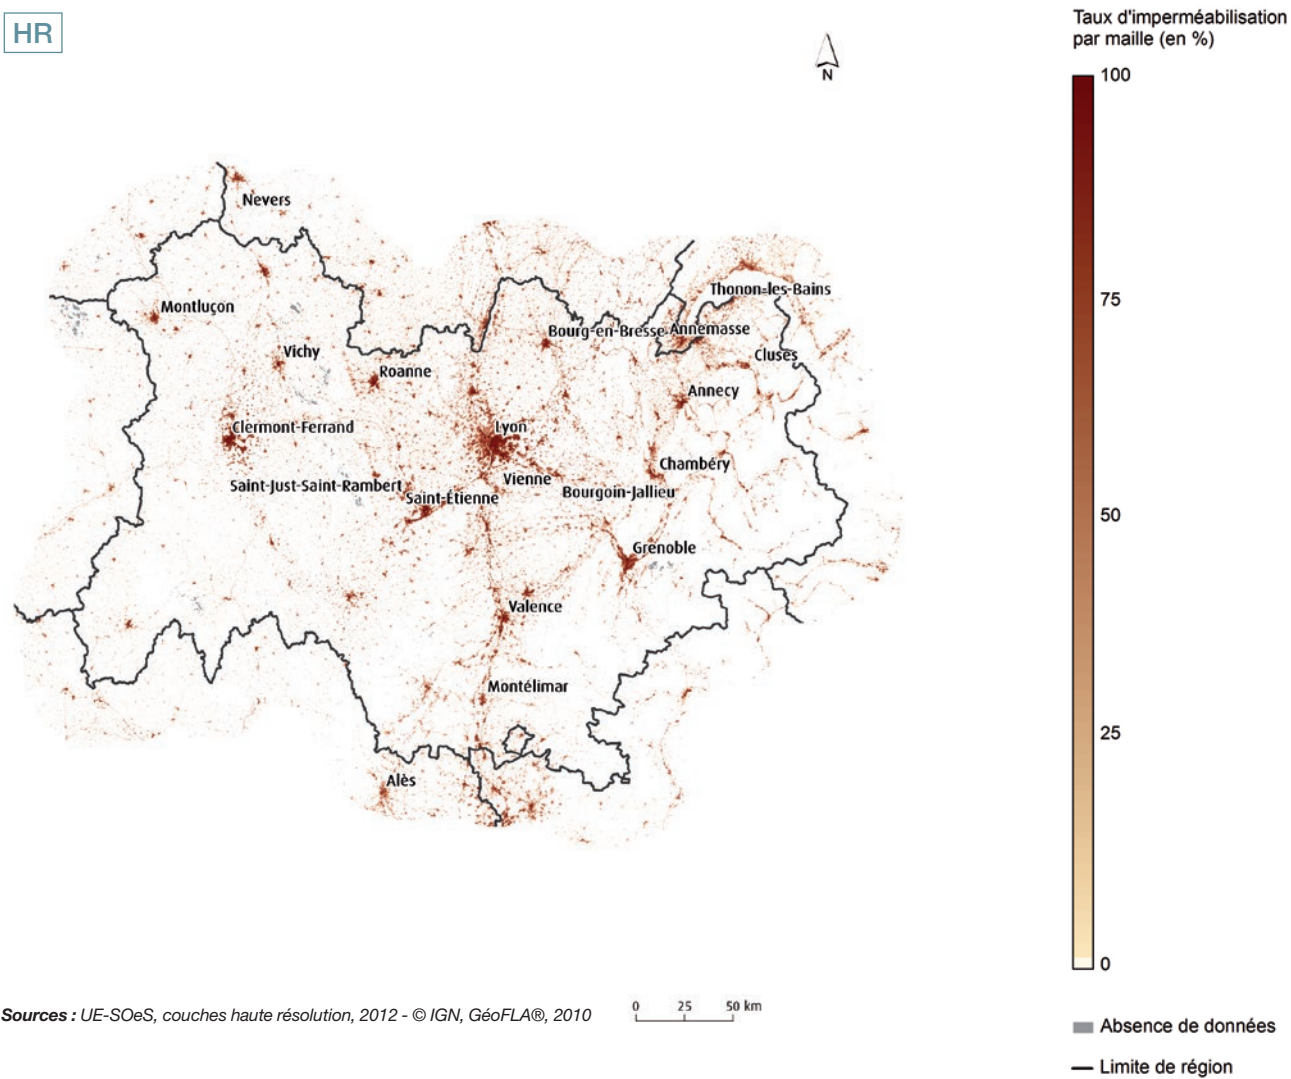 HR
Taux d'imperméabilisation
par maille (en %)
N
100
75
50
25
0
Nevers
Thonon-les-Bains
Montluçon
Bourg-en-Bresse
Annemasse
Vichy
Cluses
Roanne
Annecy
Clermont-Ferrand
Lyon
Chambéry
Vienne
Saint-Just-Saint-Rambert
Bourgoin-Jallieu
Saint-Étienne
Grenoble
Valence
Montélimar
Alès
Sources : UE-SOeS, couches haute résolution, 2012 - © IGN, GéoFLA®, 2010
0 25 50 km
Absence de données
Limite de région